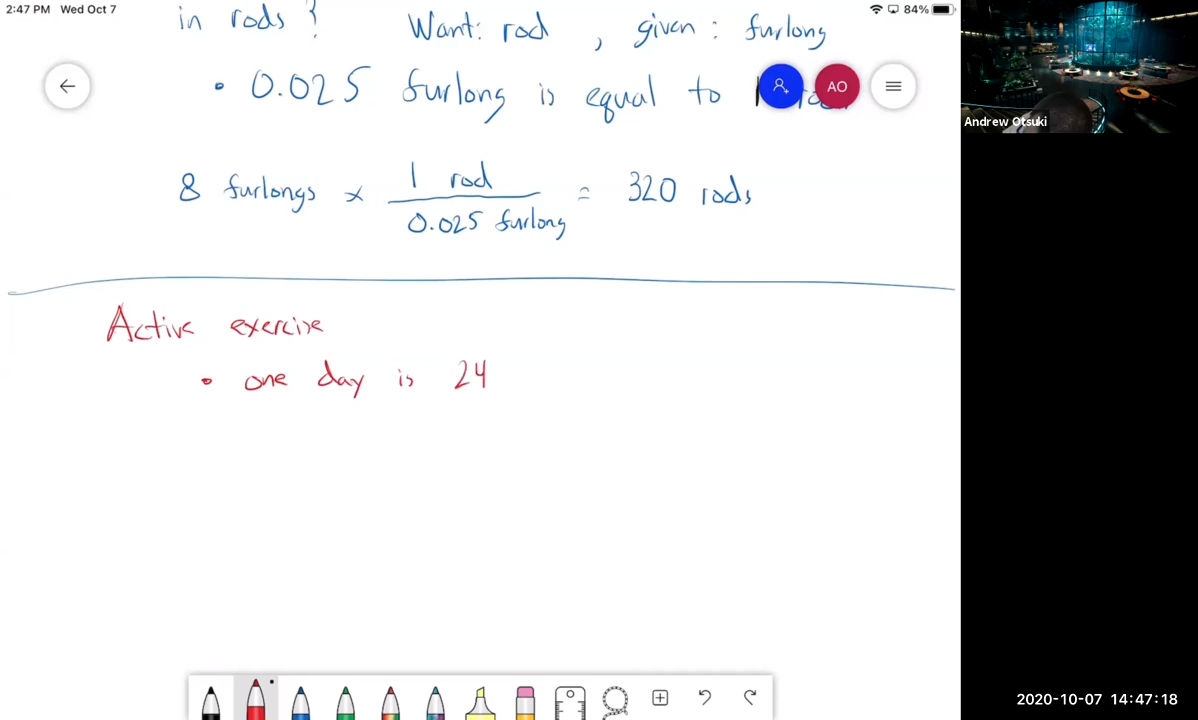 2:47 PM Wed Oct 7
84%
in rods?
Want: rod , given: furlong
• 0.025 furlong is equal to
AO
Andrew Otsuki
8 furlongs × 1 rod / 0.025 furlong = 320 rods
Active exercise
• one day is 24
2020-10-07 14:47:18